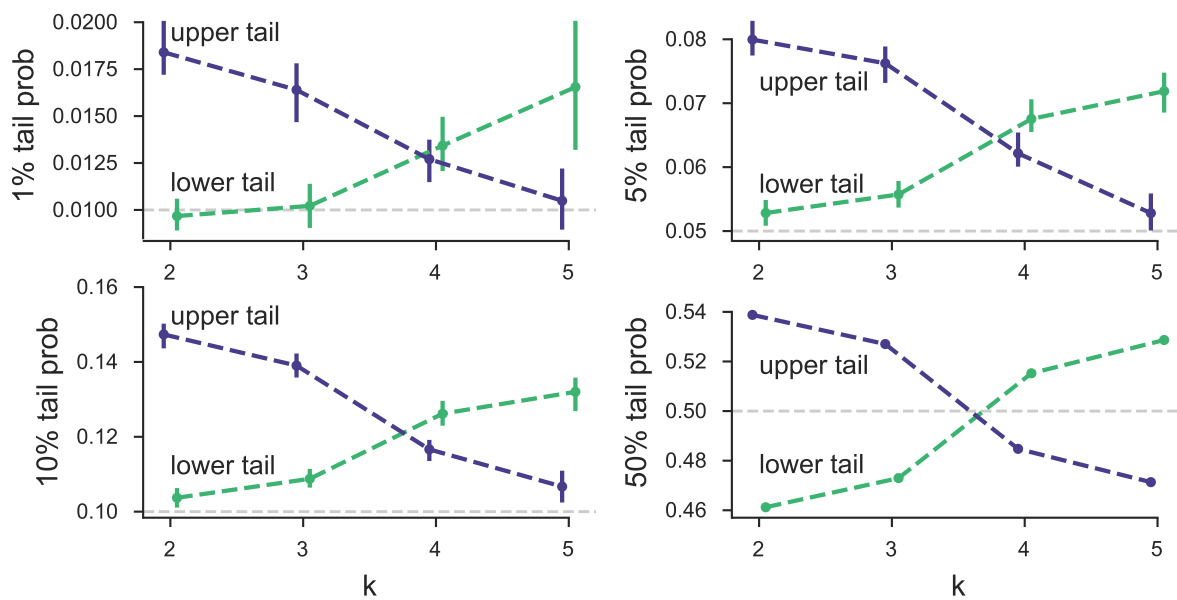 1% tail prob
0.0200
0.0175
0.0150
0.0125
0.0100
upper tail
lower tail
2 3 4 5
5% tail prob
0.08
0.07
0.06
0.05
upper tail
lower tail
2 3 4 5
10% tail prob
0.16
0.14
0.12
0.10
upper tail
lower tail
2 3 4 5
k
50% tail prob
0.54
0.52
0.50
0.48
0.46
upper tail
lower tail
2 3 4 5
k